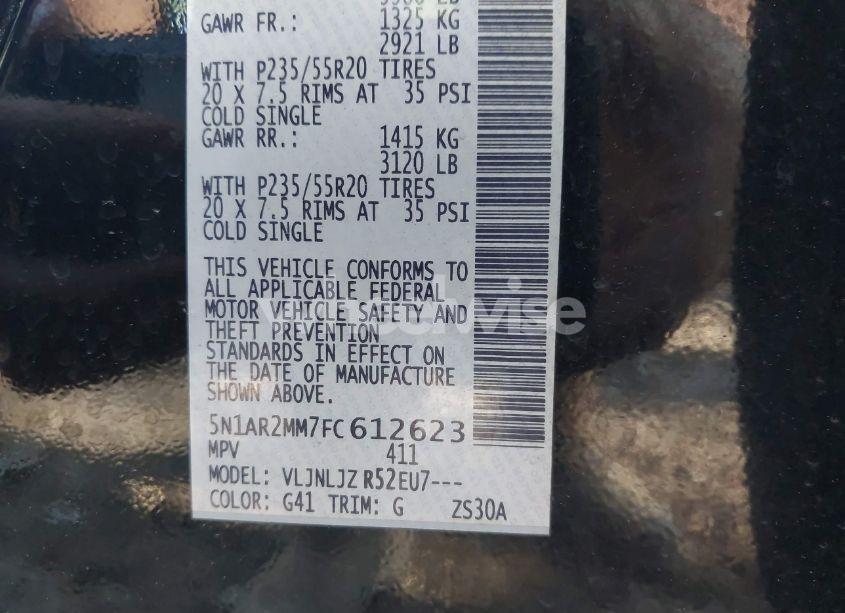 GAWR FR.: 1325 KG
2921 LB
WITH P235/55R20 TIRES
20 X 7.5 RIMS AT 35 PSI
COLD SINGLE
GAWR RR.: 1415 KG
3120 LB
WITH P235/55R20 TIRES
20 X 7.5 RIMS AT 35 PSI
COLD SINGLE
THIS VEHICLE CONFORMS TO
ALL APPLICABLE FEDERAL
MOTOR VEHICLE SAFETY AND
THEFT PREVENTION
STANDARDS IN EFFECT ON
THE DATE OF MANUFACTURE
SHOWN ABOVE.
5N1AR2MM7FC612623
MPV 411
MODEL: VLJNLJZ R52EU7---
COLOR: G41 TRIM: G ZS30A